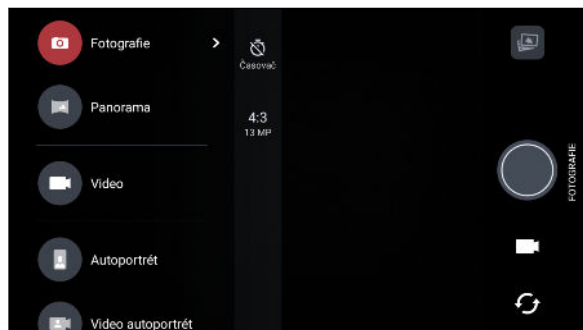 Fotografie
Panorama
Video
Autoportrét
Video autoportrét
Časovač
4:3
13 MP
FOTOGRAFIE